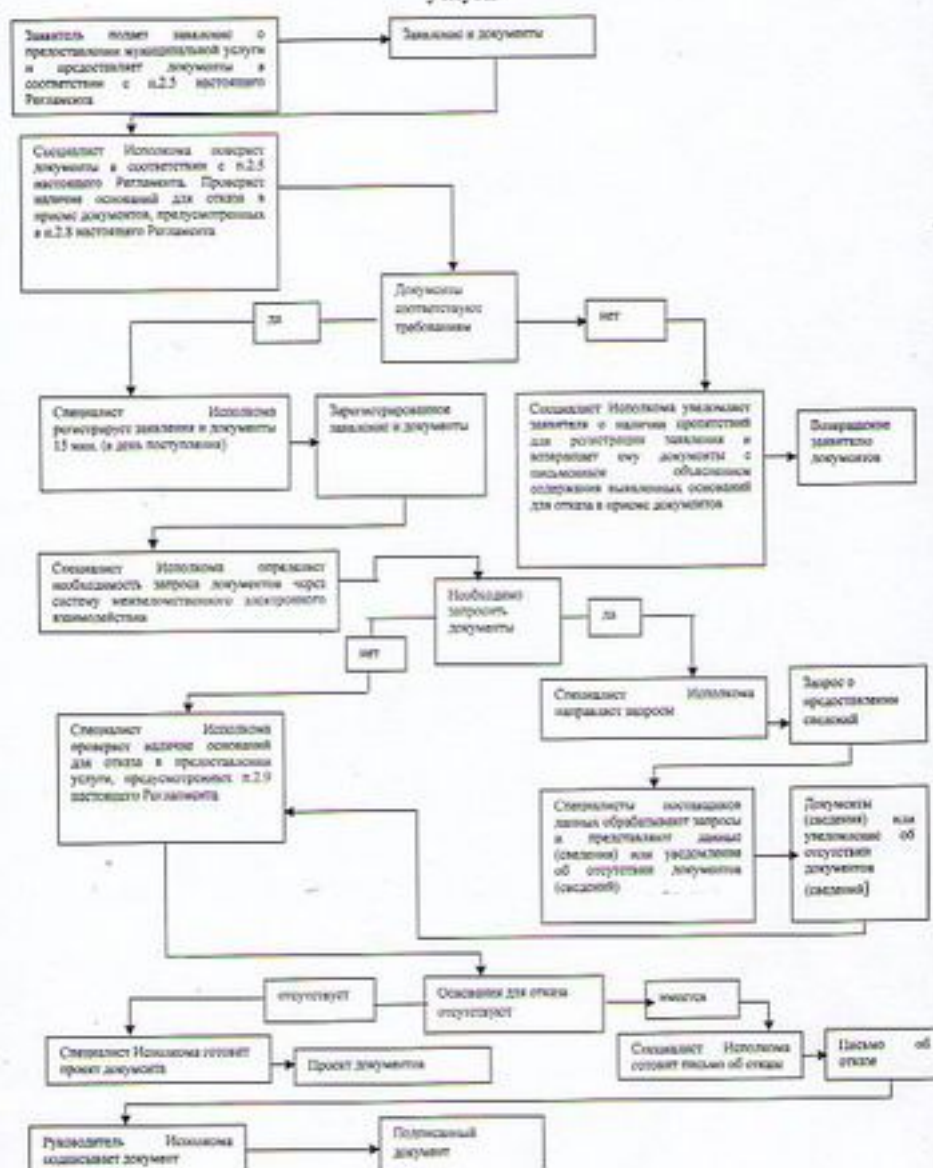 Заявитель подает заявление о
предоставлении муниципальной услуги
и предоставляет документы в
соответствии с п.2.5 настоящего
Регламента
Заявление и документы
Специалист Исполкома поверяет
документы в соответствии с п.2.5
настоящего Регламента. Проверяет
наличие оснований для отказа в
приеме документов, предусмотренных
в п.2.8 настоящего Регламента
Документы
соответствуют
требованиям
да
нет
Специалист Исполкома
регистрирует заявления и документы
15 мин. (в день поступления)
Зарегистрированное
заявление и документы
Специалист Исполкома уведомляет
заявителя о наличии препятствий
для регистрации заявления и
возвращает ему документы с
письменном объяснением
содержания выявленных оснований
для отказа в приеме документов
Возвращение
заявителю
документов
Специалист Исполкома определяет
необходимость запроса документов через
систему межведомственного электронного
взаимодействия
Необходимо
запросить
документы
да
нет
Специалист Исполкома
направляет запросы
Запрос о
предоставлении
сведений
Специалист Исполкома
проверяет наличие оснований
для отказа в предоставлении
услуги, предусмотренных п.2.9
настоящего Регламента
Специалисты поставщиков
данных обрабатывают запросы
и представляют данные
(сведения) или уведомления
об отсутствии документов
(сведений)
Документы
(сведения) или
уведомление об
отсутствии
документов
(сведений)
отсутствует
Основания для отказа
отсутствуют
имеется
Специалист Исполкома готовит
проект документа
Проект документов
Специалист Исполкома
готовит письмо об отказе
Письмо об
отказе
Руководитель Исполкома
подписывает документ
Подписанный
документ